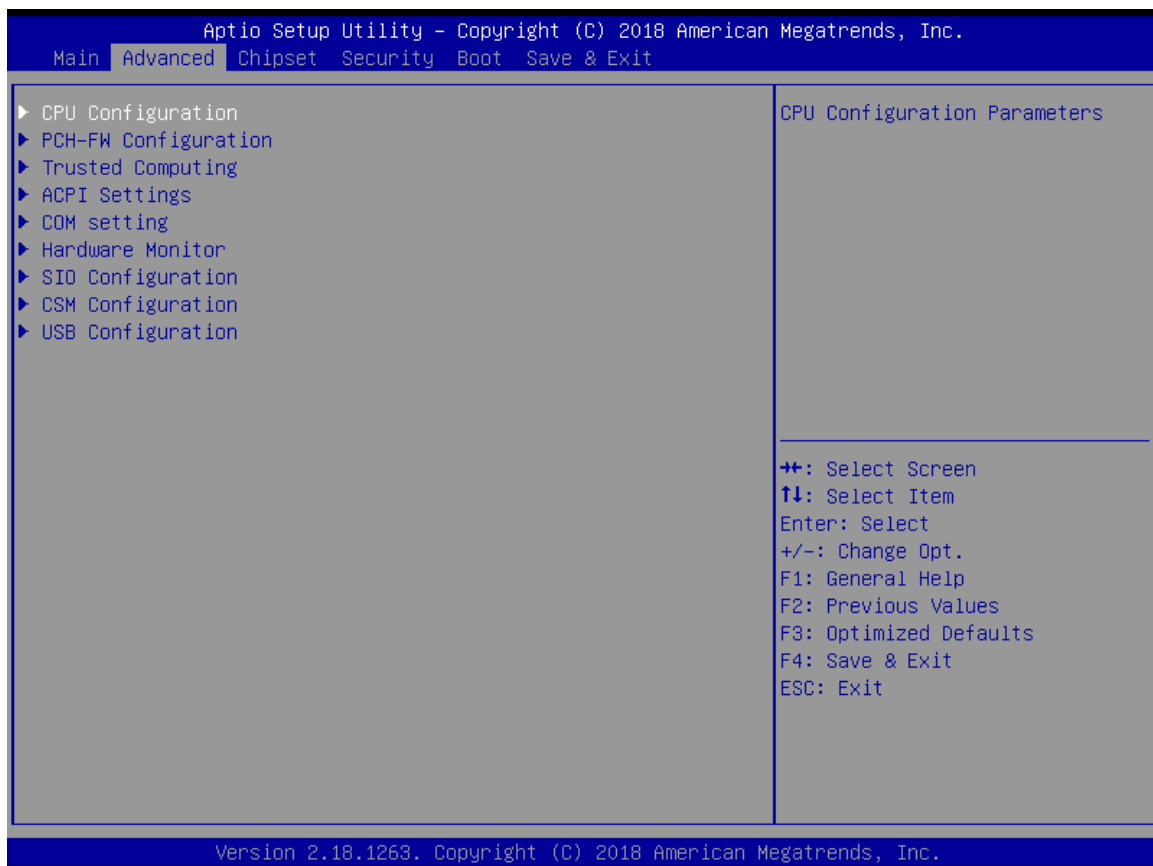 Aptio Setup Utility – Copyright (C) 2018 American Megatrends, Inc.
Main Advanced Chipset Security Boot Save & Exit
▶ CPU Configuration
▶ PCH-FW Configuration
▶ Trusted Computing
▶ ACPI Settings
▶ COM setting
▶ Hardware Monitor
▶ SIO Configuration
▶ CSM Configuration
▶ USB Configuration
CPU Configuration Parameters
→←: Select Screen
↑↓: Select Item
Enter: Select
+/-: Change Opt.
F1: General Help
F2: Previous Values
F3: Optimized Defaults
F4: Save & Exit
ESC: Exit
Version 2.18.1263. Copyright (C) 2018 American Megatrends, Inc.